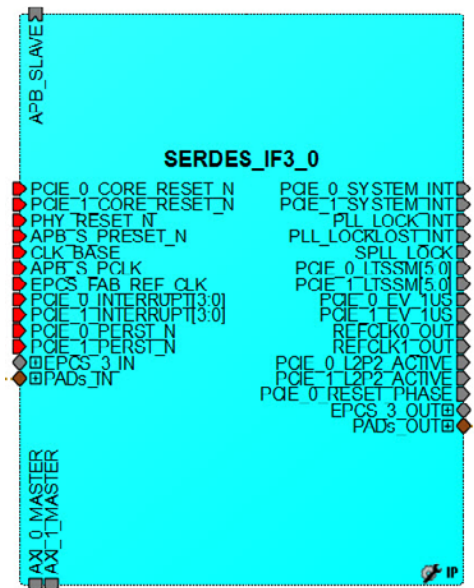 APB_SLAVE
SERDES_IF3_0
PCIE_0_CORE_RESET_N
PCIE_1_CORE_RESET_N
PHY_RESET_N
APB_S_PRESET_N
CLK_BASE
APB_S_PCLK
EPCS_FAB_REF_CLK
PCIE_0_INTERRUPT[3:0]
PCIE_1_INTERRUPT[3:0]
PCIE_0_PERST_N
PCIE_1_PERST_N
EPCS_3_IN
PADs_IN
PCIE_0_SYSTEM_INT
PCIE_1_SYSTEM_INT
PLL_LOCK_INT
PLL_LOCKLOST_INT
SPLL_LOCK
PCIE_0_LTSSM[5:0]
PCIE_1_LTSSM[5:0]
PCIE_0_EV_1US
PCIE_1_EV_1US
REFCLK0_OUT
REFCLK1_OUT
PCIE_0_L2P2_ACTIVE
PCIE_1_L2P2_ACTIVE
PCIE_0_RESET_PHASE
EPCS_3_OUT
PADs_OUT
AXI_0_MASTER
AXI_1_MASTER
IP